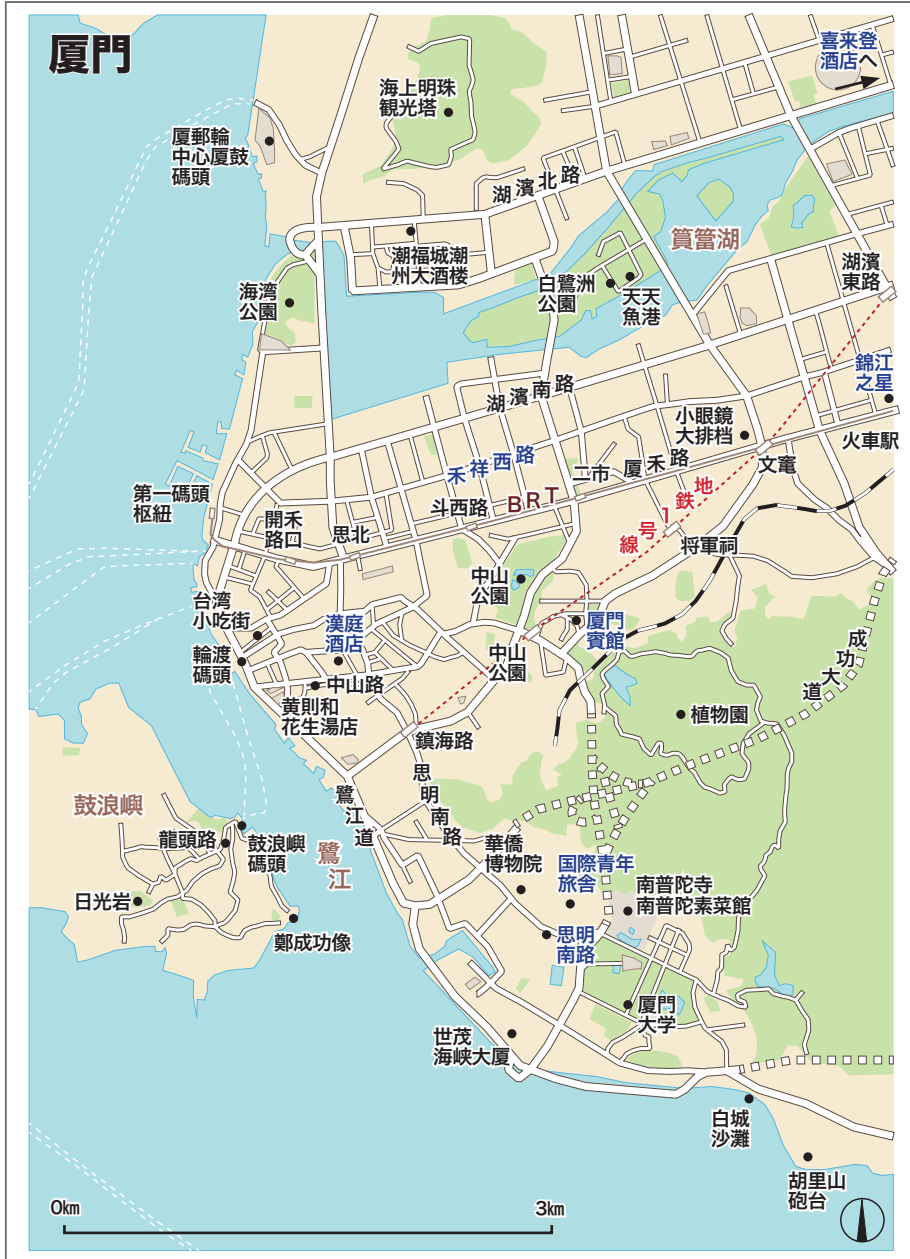 厦門
喜来登
酒店へ
海上明珠
観光塔
厦郵輪
中心厦鼓
碼頭
湖濱北路
篔簹湖
潮福城潮
州大酒楼
白鷺洲
公園
天天
魚港
湖濱
東路
海湾
公園
錦江
之星
湖濱南路
小眼鏡
大排档
火車駅
禾祥西路
二市
厦禾路
文竃
第一碼頭
枢紐
開禾
路口
思北
斗西路
BRT
地鉄1号線
将軍祠
中山
公園
台湾
小吃街
漢庭
酒店
厦門
賓館
輪渡
碼頭
中山
公園
成功大道
中山路
黄則和
花生湯店
植物園
鎮海路
思明南路
鷺江道
鼓浪嶼
龍頭路
鼓浪嶼
碼頭
鷺江
華僑
博物院
国際青年
旅舎
南普陀寺
南普陀素菜館
日光岩
鄭成功像
思明
南路
厦門
大学
世茂
海峡大厦
白城
沙灘
胡里山
砲台
0km
3km